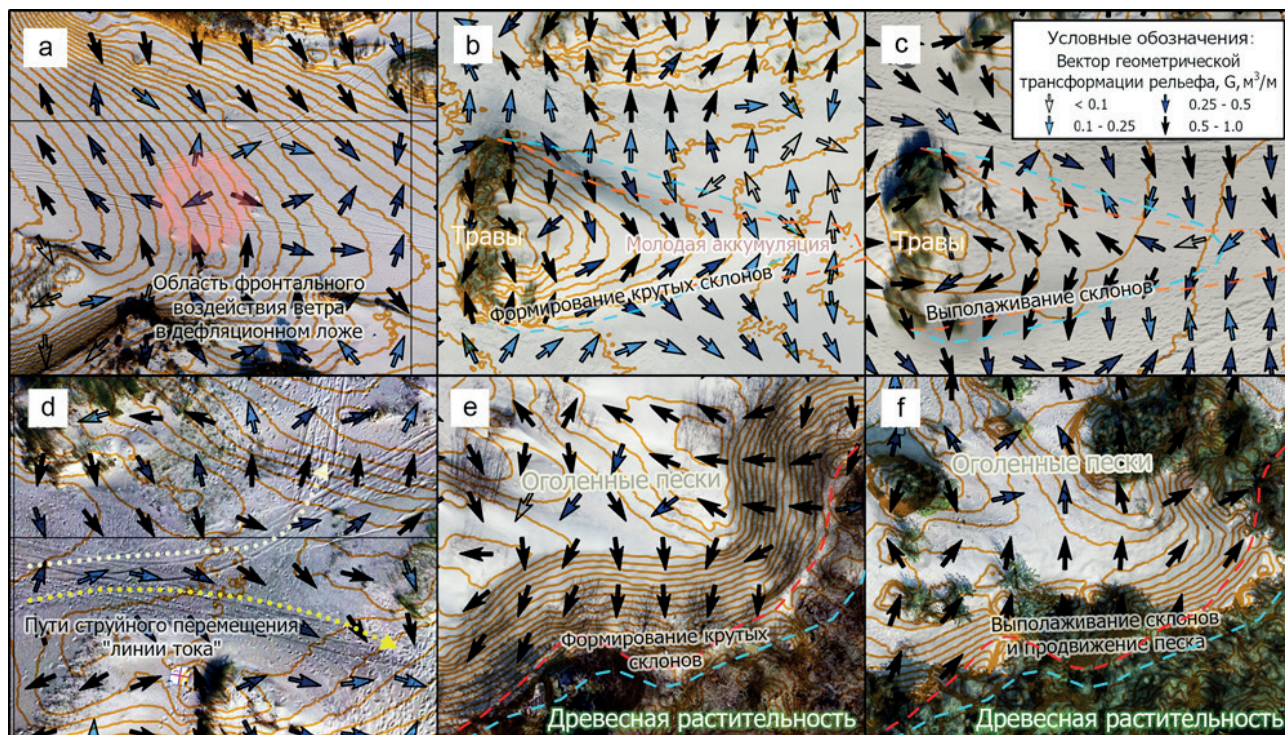 a
Область фронтального
воздействия ветра
в дефляционном ложе
b
Травы
Молодая аккумуляция
Формирование крутых склонов
c
Условные обозначения:
Вектор геометрической
трансформации рельефа, G, м³/м
< 0.1
0.25 - 0.5
0.1 - 0.25
0.5 - 1.0
Травы
Выполаживание склонов
d
Пути струйного перемещения
"линии тока"
e
Оголенные пески
Формирование крутых
склонов
Древесная растительность
f
Оголенные пески
Выполаживание склонов
и продвижение песка
Древесная растительность